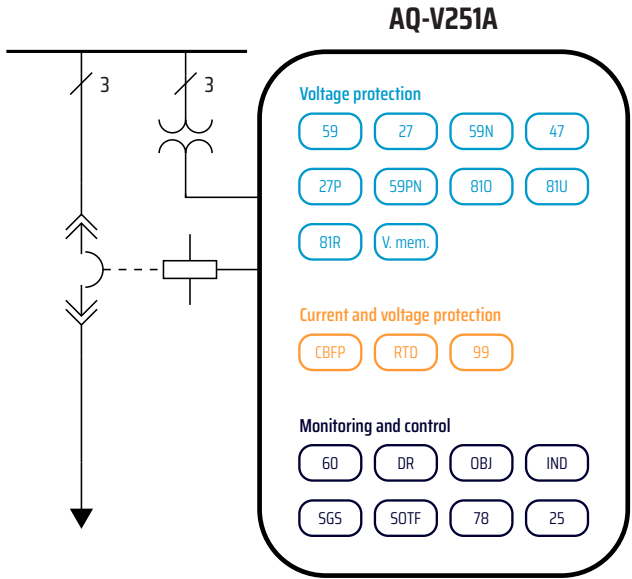 AQ-V251A
3
3
Voltage protection
59 27 59N 47
27P 59PN 81O 81U
81R V. mem.
Current and voltage protection
CBFP RTD 99
Monitoring and control
60 DR OBJ IND
SGS SOTF 78 25